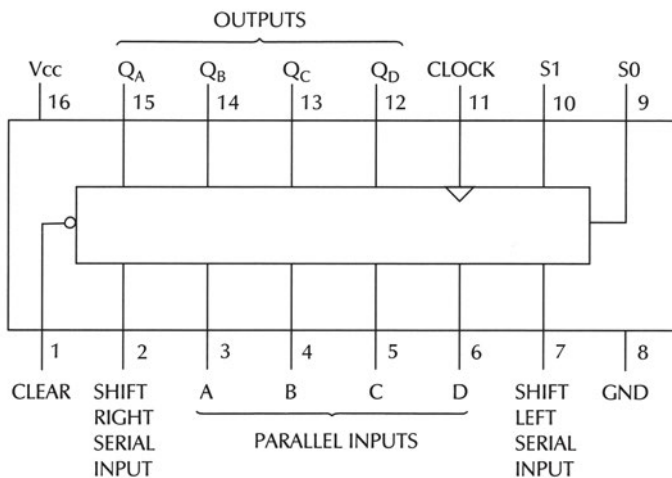 OUTPUTS
Vcc QA QB QC QD CLOCK S1 S0
16 15 14 13 12 11 10 9
1 2 3 4 5 6 7 8
CLEAR SHIFT A B C D SHIFT GND
RIGHT LEFT
SERIAL PARALLEL INPUTS SERIAL
INPUT INPUT